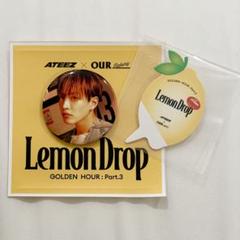 ATEEZ × OUR
Lemon Drop
GOLDEN HOUR : Part.3
Lemon Drop